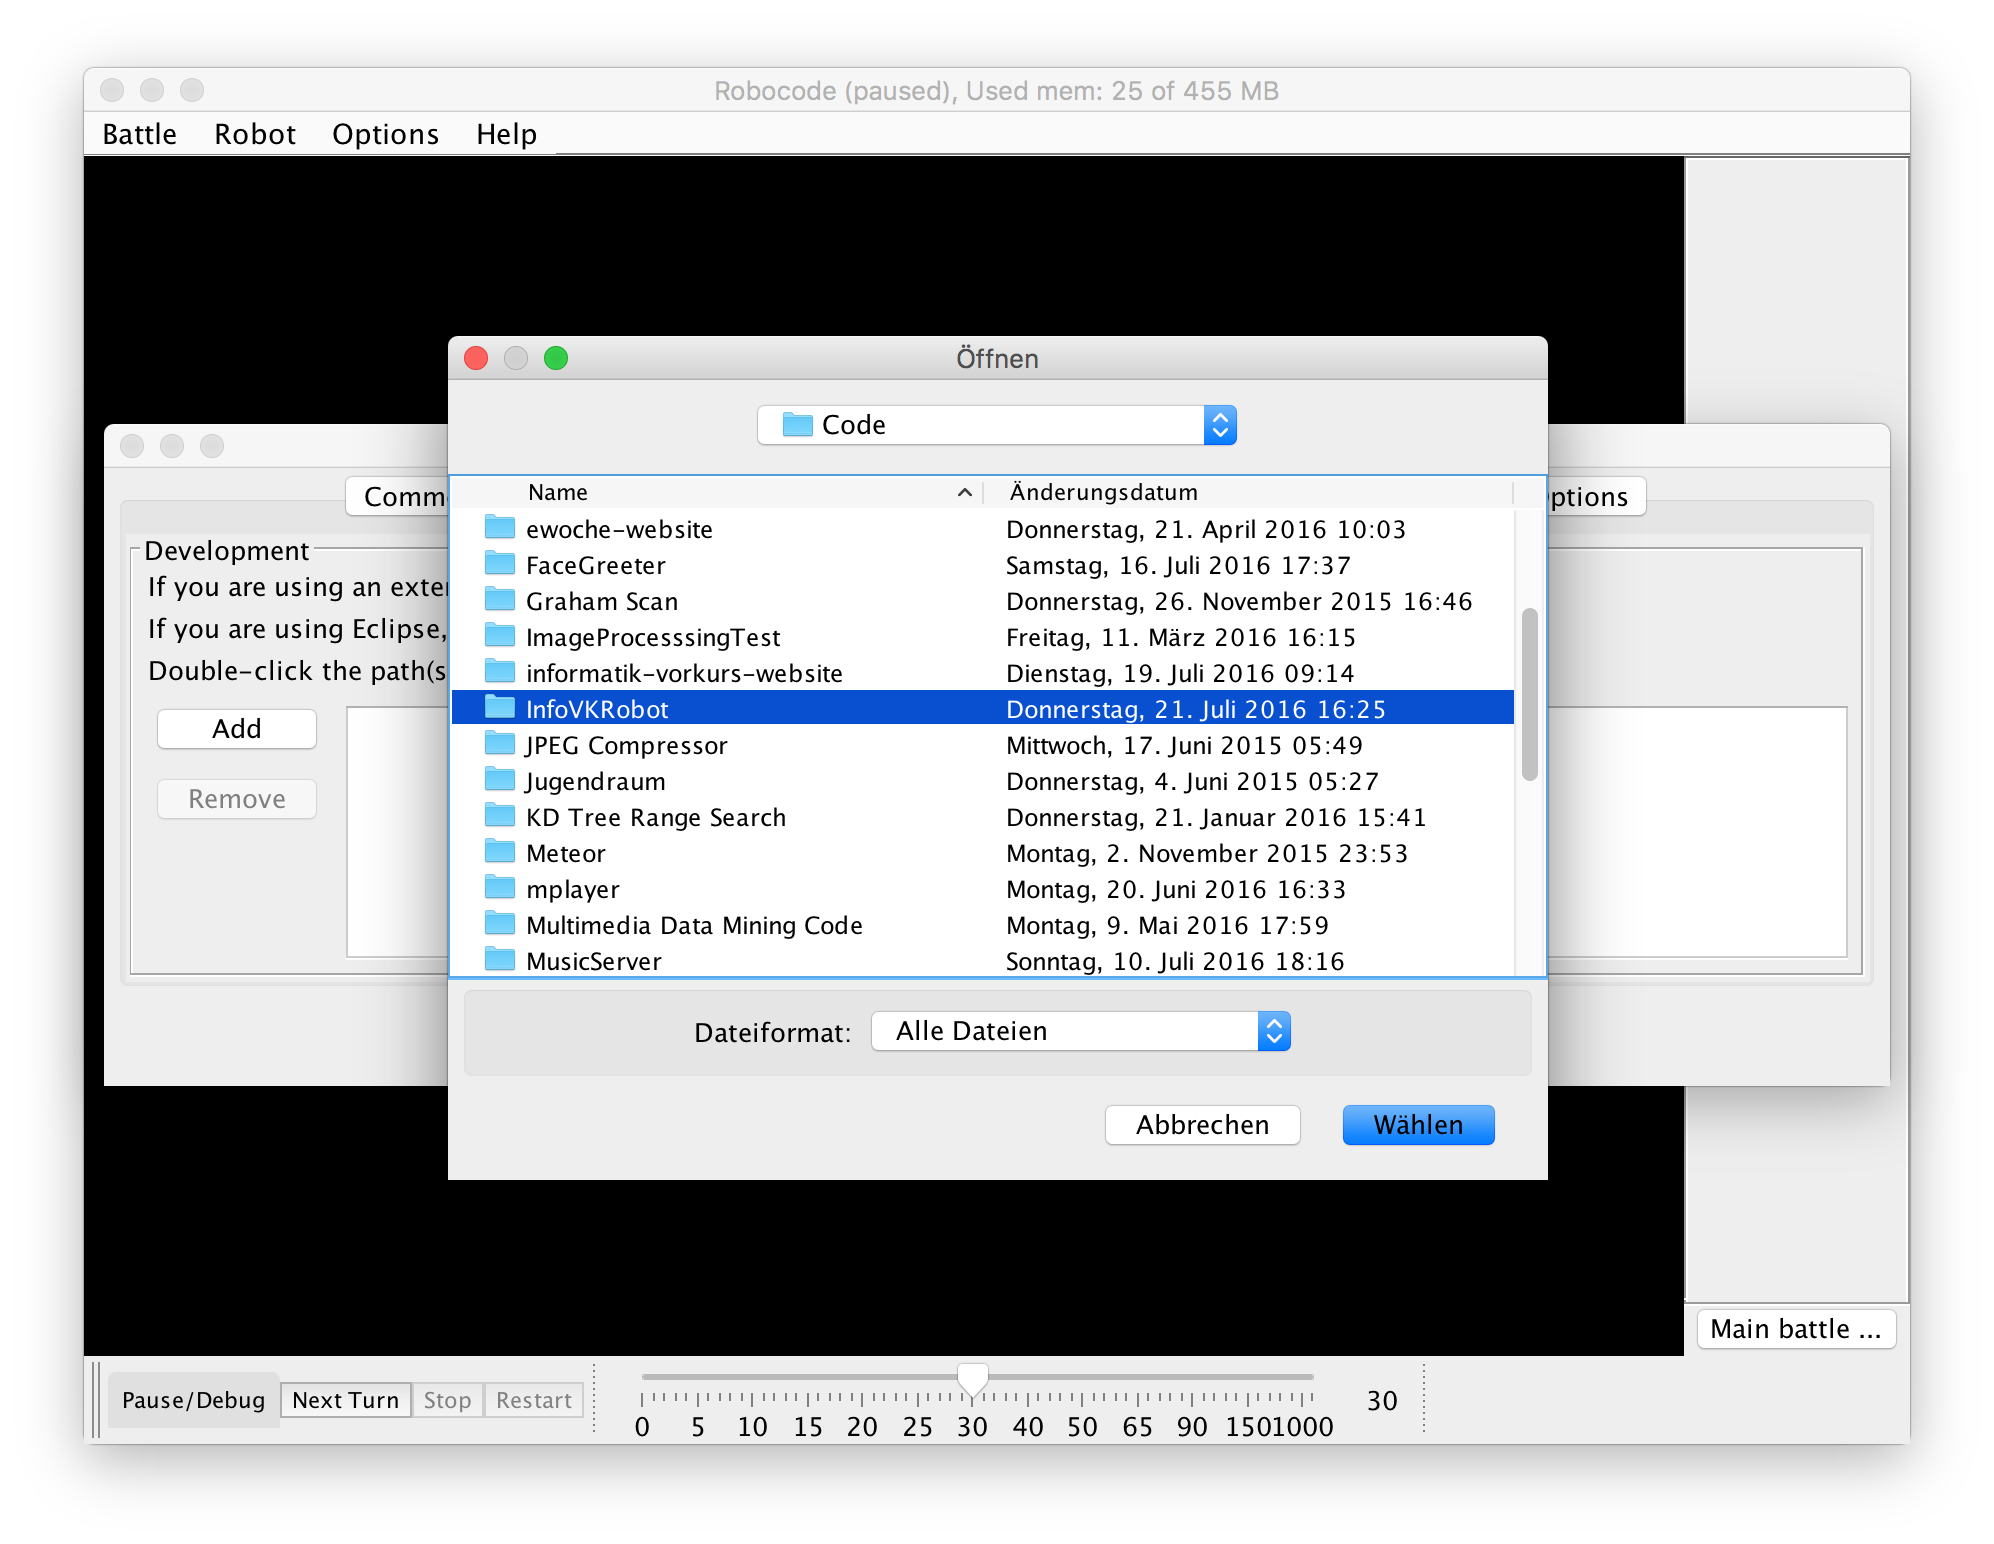 Robocode (paused), Used mem: 25 of 455 MB
Battle Robot Options Help
Öffnen
Code
Name Änderungsdatum
ewoche-website Donnerstag, 21. April 2016 10:03
FaceGreeter Samstag, 16. Juli 2016 17:37
Graham Scan Donnerstag, 26. November 2015 16:46
ImageProcesssingTest Freitag, 11. März 2016 16:15
informatik-vorkurs-website Dienstag, 19. Juli 2016 09:14
InfoVKRobot Donnerstag, 21. Juli 2016 16:25
JPEG Compressor Mittwoch, 17. Juni 2015 05:49
Jugendraum Donnerstag, 4. Juni 2015 05:27
KD Tree Range Search Donnerstag, 21. Januar 2016 15:41
Meteor Montag, 2. November 2015 23:53
mplayer Montag, 20. Juni 2016 16:33
Multimedia Data Mining Code Montag, 9. Mai 2016 17:59
MusicServer Sonntag, 10. Juli 2016 18:16
Dateiformat: Alle Dateien
Abbrechen Wählen
Comm
ptions
Development
If you are using an exter
If you are using Eclipse,
Double-click the path(s
Add
Remove
Main battle ...
Pause/Debug Next Turn Stop Restart
0 5 10 15 20 25 30 40 50 65 90 150 1000
30